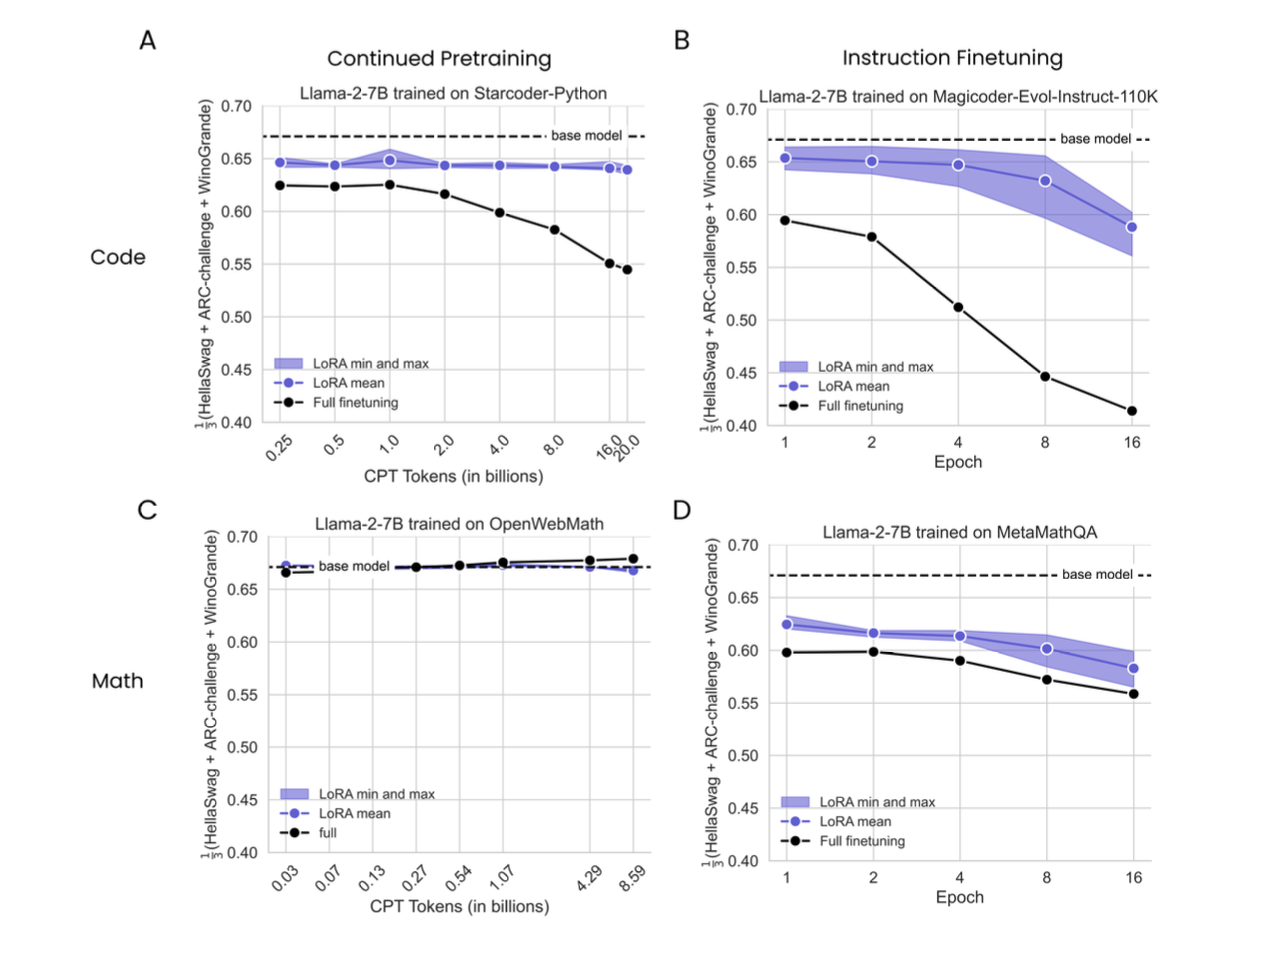 A
Continued Pretraining
Llama-2-7B trained on Starcoder-Python
1/3(HellaSwag + ARC-challenge + WinoGrande)
0.70
0.65
0.60
0.55
0.50
0.45
0.40
base model
LoRA min and max
LoRA mean
Full finetuning
0.25 0.5 1.0 2.0 4.0 8.0 16.0 20.0
CPT Tokens (in billions)
B
Instruction Finetuning
Llama-2-7B trained on Magicoder-Evol-Instruct-110K
1/3(HellaSwag + ARC-challenge + WinoGrande)
0.70
0.65
0.60
0.55
0.50
0.45
0.40
base model
LoRA min and max
LoRA mean
Full finetuning
1 2 4 8 16
Epoch
Code
C
Llama-2-7B trained on OpenWebMath
1/3(HellaSwag + ARC-challenge + WinoGrande)
0.70
0.65
0.60
0.55
0.50
0.45
0.40
base model
LoRA min and max
LoRA mean
full
0.03 0.07 0.13 0.27 0.54 1.07 4.29 8.59
CPT Tokens (in billions)
D
Llama-2-7B trained on MetaMathQA
1/3(HellaSwag + ARC-challenge + WinoGrande)
0.70
0.65
0.60
0.55
0.50
0.45
0.40
base model
LoRA min and max
LoRA mean
Full finetuning
1 2 4 8 16
Epoch
Math